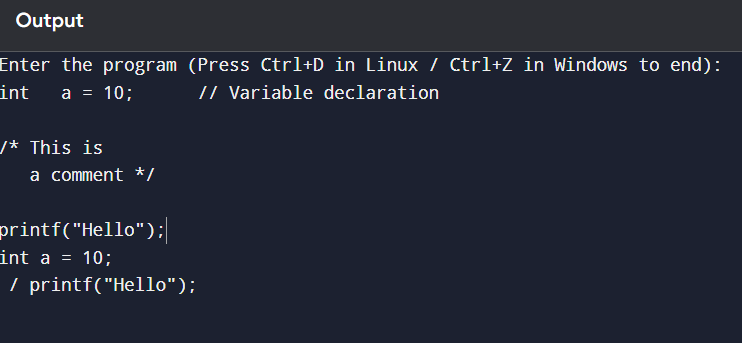 Output
Enter the program (Press Ctrl+D in Linux / Ctrl+Z in Windows to end):
int   a = 10;      // Variable declaration
/* This is
   a comment */
printf("Hello");
int a = 10;
 / printf("Hello");